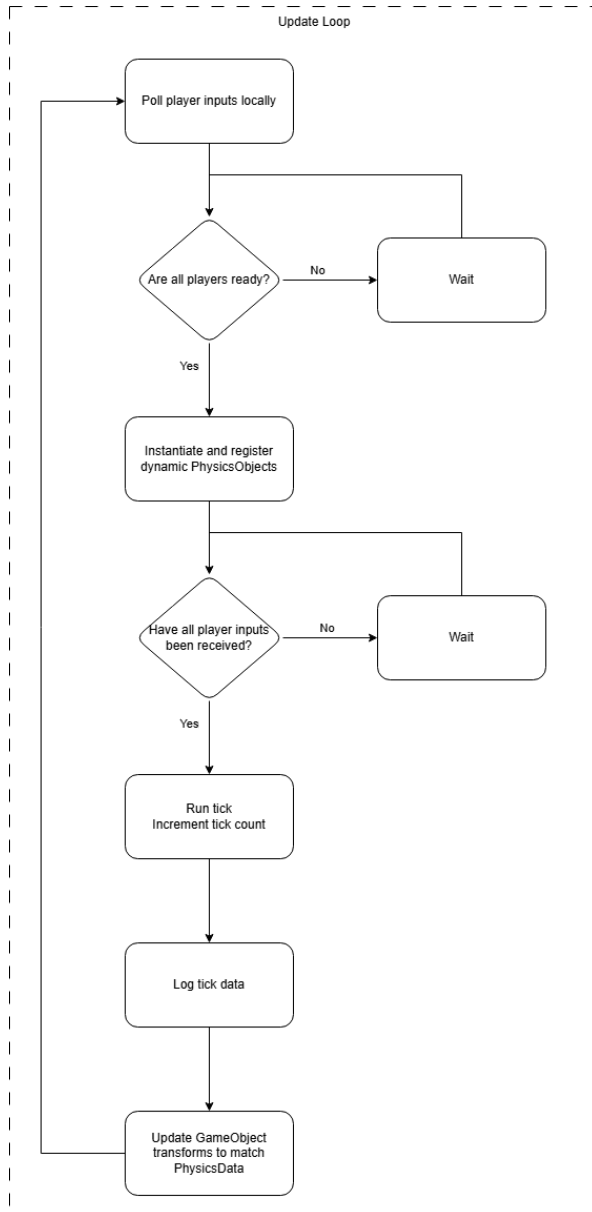 Update Loop
Poll player inputs locally
Are all players ready?
No
Wait
Yes
Instantiate and register
dynamic PhysicsObjects
Have all player inputs
been received?
No
Wait
Yes
Run tick
Increment tick count
Log tick data
Update GameObject
transforms to match
PhysicsData